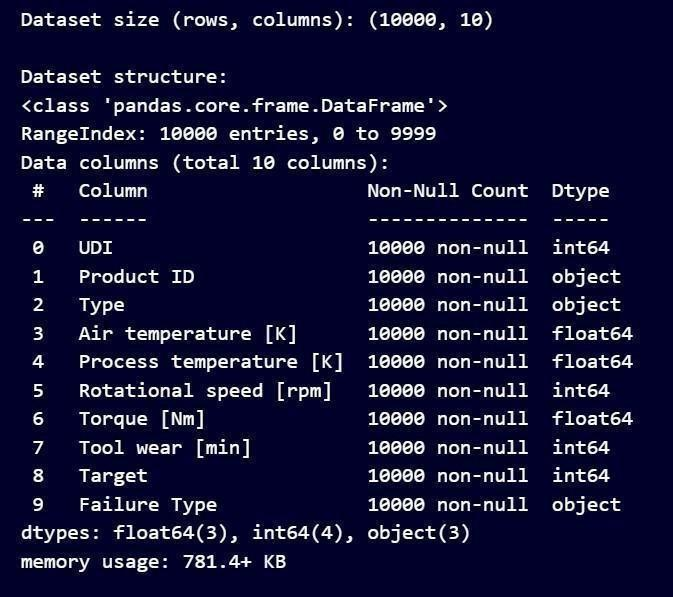 Dataset size (rows, columns): (10000, 10)
Dataset structure:
<class 'pandas.core.frame.DataFrame'>
RangeIndex: 10000 entries, 0 to 9999
Data columns (total 10 columns):
 #   Column                   Non-Null Count  Dtype
---  ------                   --------------  -----
 0   UDI                      10000 non-null  int64
 1   Product ID               10000 non-null  object
 2   Type                     10000 non-null  object
 3   Air temperature [K]      10000 non-null  float64
 4   Process temperature [K]  10000 non-null  float64
 5   Rotational speed [rpm]   10000 non-null  int64
 6   Torque [Nm]              10000 non-null  float64
 7   Tool wear [min]          10000 non-null  int64
 8   Target                   10000 non-null  int64
 9   Failure Type             10000 non-null  object
dtypes: float64(3), int64(4), object(3)
memory usage: 781.4+ KB